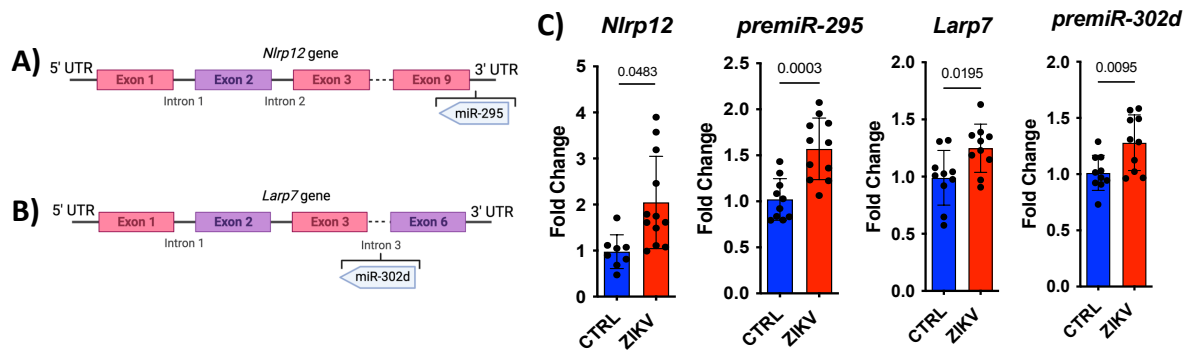 A)
Nlrp12 gene
5' UTR
Exon 1
Exon 2
Exon 3
Exon 9
3' UTR
Intron 1
Intron 2
miR-295
B)
Larp7 gene
5' UTR
Exon 1
Exon 2
Exon 3
Exon 6
3' UTR
Intron 1
Intron 3
miR-302d
C)
Nlrp12
Fold Change
5
4
3
2
1
0
0.0483
CTRL
ZIKV
premiR-295
Fold Change
2.5
2.0
1.5
1.0
0.5
0.0
0.0003
CTRL
ZIKV
Larp7
Fold Change
2.0
1.5
1.0
0.5
0.0
0.0195
CTRL
ZIKV
premiR-302d
Fold Change
2.0
1.5
1.0
0.5
0.0
0.0095
CTRL
ZIKV